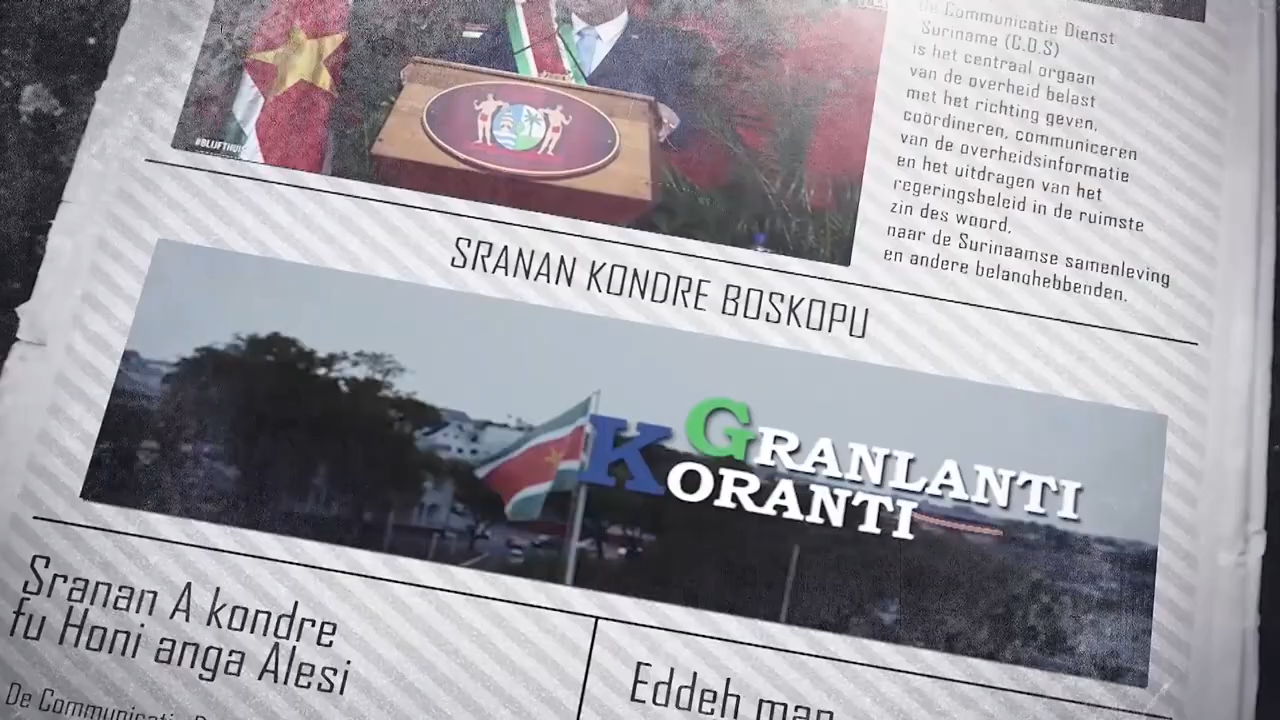 De Communicatie Dienst
Suriname (C.D.S)
is het centraal orgaan
van de overheid belast
met het richting geven,
coördineren, communiceren
van de overheidsinformatie
en het uitdragen van het
regeringsbeleid in de ruimste
zin des woord,
naar de Surinaamse samenleving
en andere belanghebbenden.
SRANAN KONDRE BOSKOPU
GRANLANTI
KORANTI
Sranan A kondre
fu Honi anga Alesi
Eddeh man
De